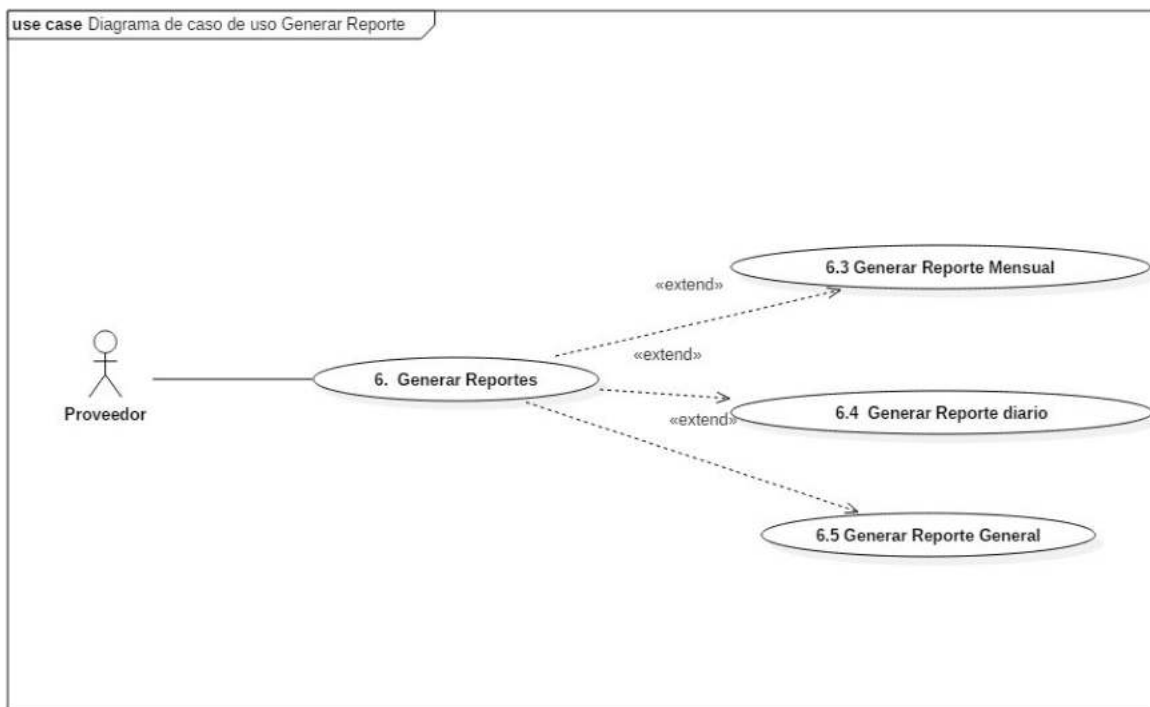 use case Diagrama de caso de uso Generar Reporte
6.3 Generar Reporte Mensual
«extend»
«extend»
6. Generar Reportes
Proveedor
6.4 Generar Reporte diario
«extend»
6.5 Generar Reporte General